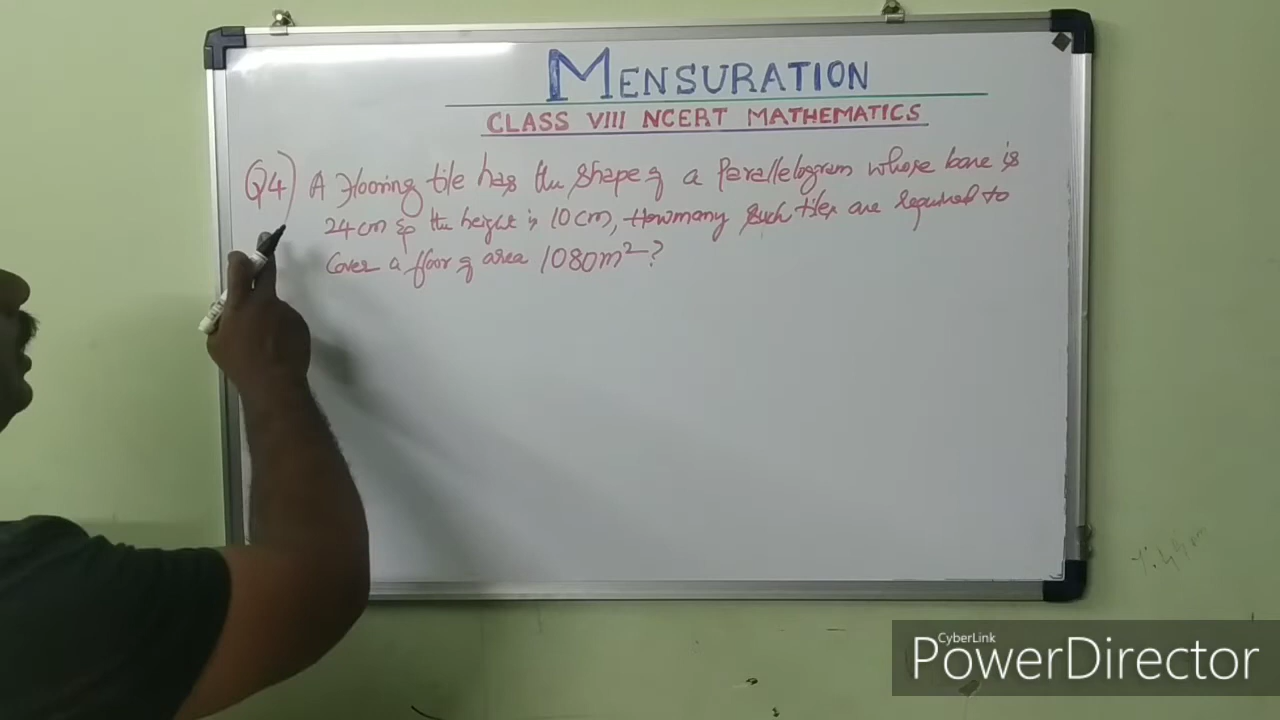 MENSURATION
CLASS VIII NCERT MATHEMATICS
Q4) A flooring tile has the shape of a Parallelogram whose base is
24cm & the height is 10cm, How many such tiles are required to
Cover a floor of area 1080m²?
CyberLink
PowerDirector